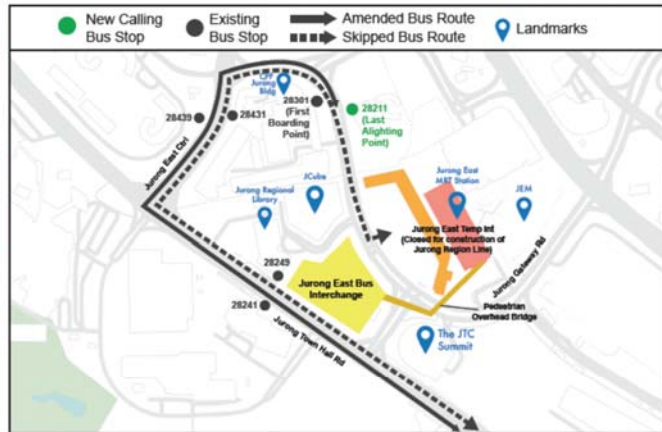 New Calling
Bus Stop
Existing
Bus Stop
Amended Bus Route
Skipped Bus Route
Landmarks
CPF
Jurong
Bldg
28301
(First
Boarding
Point)
28211
(Last
Alighting
Point)
28439
28431
Jurong East Ctrl
Jurong Regional
Library
JCube
Jurong East
MRT Station
JEM
Jurong East Temp Int
(Closed for construction of
Jurong Region Line)
Jurong Gateway Rd
28249
Jurong East Bus
Interchange
28241
Pedestrian
Overhead Bridge
Jurong Town Hall Rd
The JTC
Summit